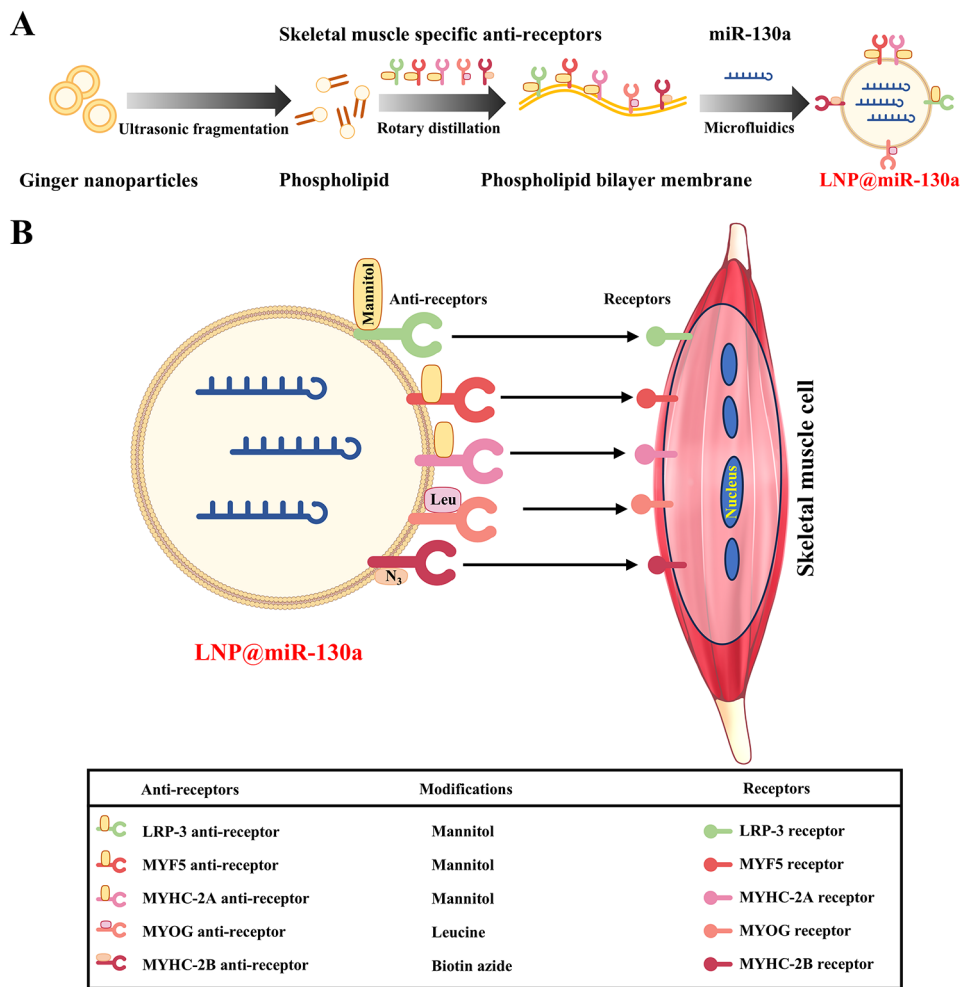 A
Skeletal muscle specific anti-receptors
miR-130a
Ultrasonic fragmentation
Rotary distillation
Microfluidics
Ginger nanoparticles
Phospholipid
Phospholipid bilayer membrane
LNP@miR-130a
B
Mannitol
Anti-receptors
Receptors
Leu
N3
Nucleus
Skeletal muscle cell
LNP@miR-130a
Anti-receptors Modifications Receptors
LRP-3 anti-receptor Mannitol LRP-3 receptor
MYF5 anti-receptor Mannitol MYF5 receptor
MYHC-2A anti-receptor Mannitol MYHC-2A receptor
MYOG anti-receptor Leucine MYOG receptor
MYHC-2B anti-receptor Biotin azide MYHC-2B receptor